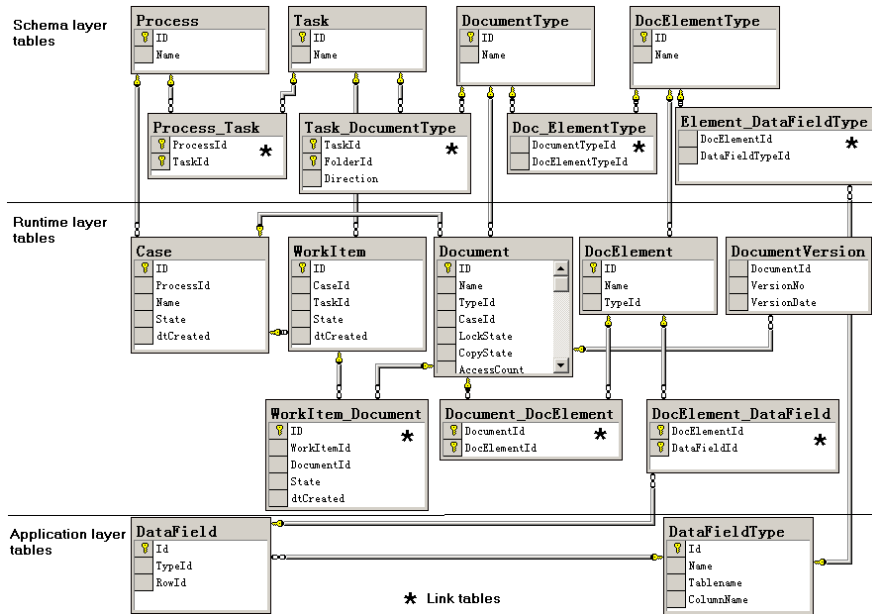 Schema layer
tables
Process
ID
Name
Task
ID
Name
DocumentType
ID
Name
DocElementType
ID
Name
Process_Task
ProcessId
TaskId
*
Task_DocumentType
TaskId
FolderId
Direction
*
Doc_ElementType
DocumentTypeId
DocElementTypeId
*
Element_DataFieldType
DocElementId
DataFieldTypeId
*
Runtime layer
tables
Case
ID
ProcessId
Name
State
dtCreated
WorkItem
ID
CaseId
TaskId
State
dtCreated
Document
ID
Name
TypeId
CaseId
LockState
CopyState
AccessCount
DocElement
ID
Name
TypeId
DocumentVersion
DocumentId
VersionNo
VersionDate
WorkItem_Document
ID
WorkItemId
DocumentId
State
dtCreated
*
Document_DocElement
DocumentId
DocElementId
*
DocElement_DataField
DocElementId
DataFieldId
*
Application layer
tables
DataField
Id
TypeId
RowId
DataFieldType
Id
Name
Tablename
ColumnName
* Link tables